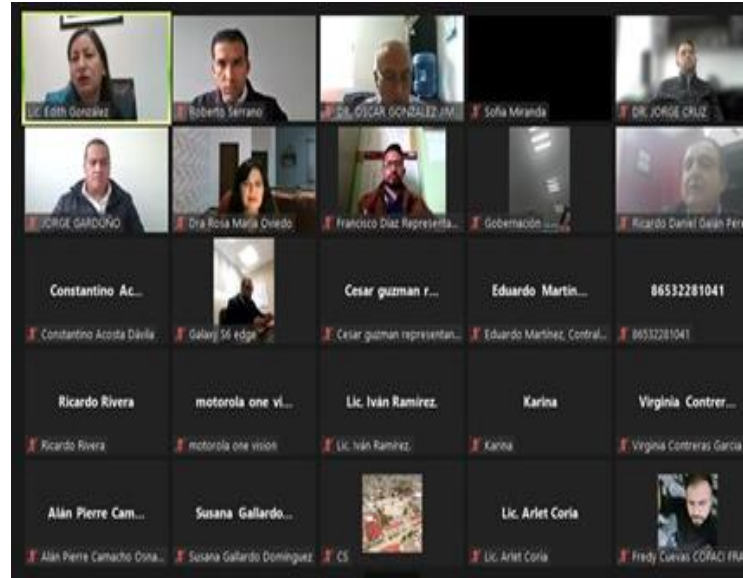 Lic. Edith González
Roberto Serrano
DR. OSCAR GONZALEZ JIM...
Sofia Miranda
DR. JORGE CRUZ
JORGE GARDUÑO
Dra Rosa María Oviedo
Francisco Díaz Representa...
Gobernación
Ricardo Daniel Galán Per
Constantino Ac...
Cesar guzman r...
Eduardo Martín...
86532281041
Constantino Acosta Dávila
Galaxy S6 edge
Cesar guzman representan...
Eduardo Martínez, Contral...
86532281041
Ricardo Rivera
motorola one vi...
Lic. Iván Ramírez.
Karina
Virginia Contrer...
Ricardo Rivera
motorola one vision
Lic. Iván Ramírez.
Karina
Virginia Contreras Garcia
Alán Pierre Cam...
Susana Gallardo...
Lic. Arlet Coria
Alán Pierre Camacho Osna...
Susana Gallardo Domínguez
CS
Lic. Arlet Coria
Fredy Cuevas COPACI FRA